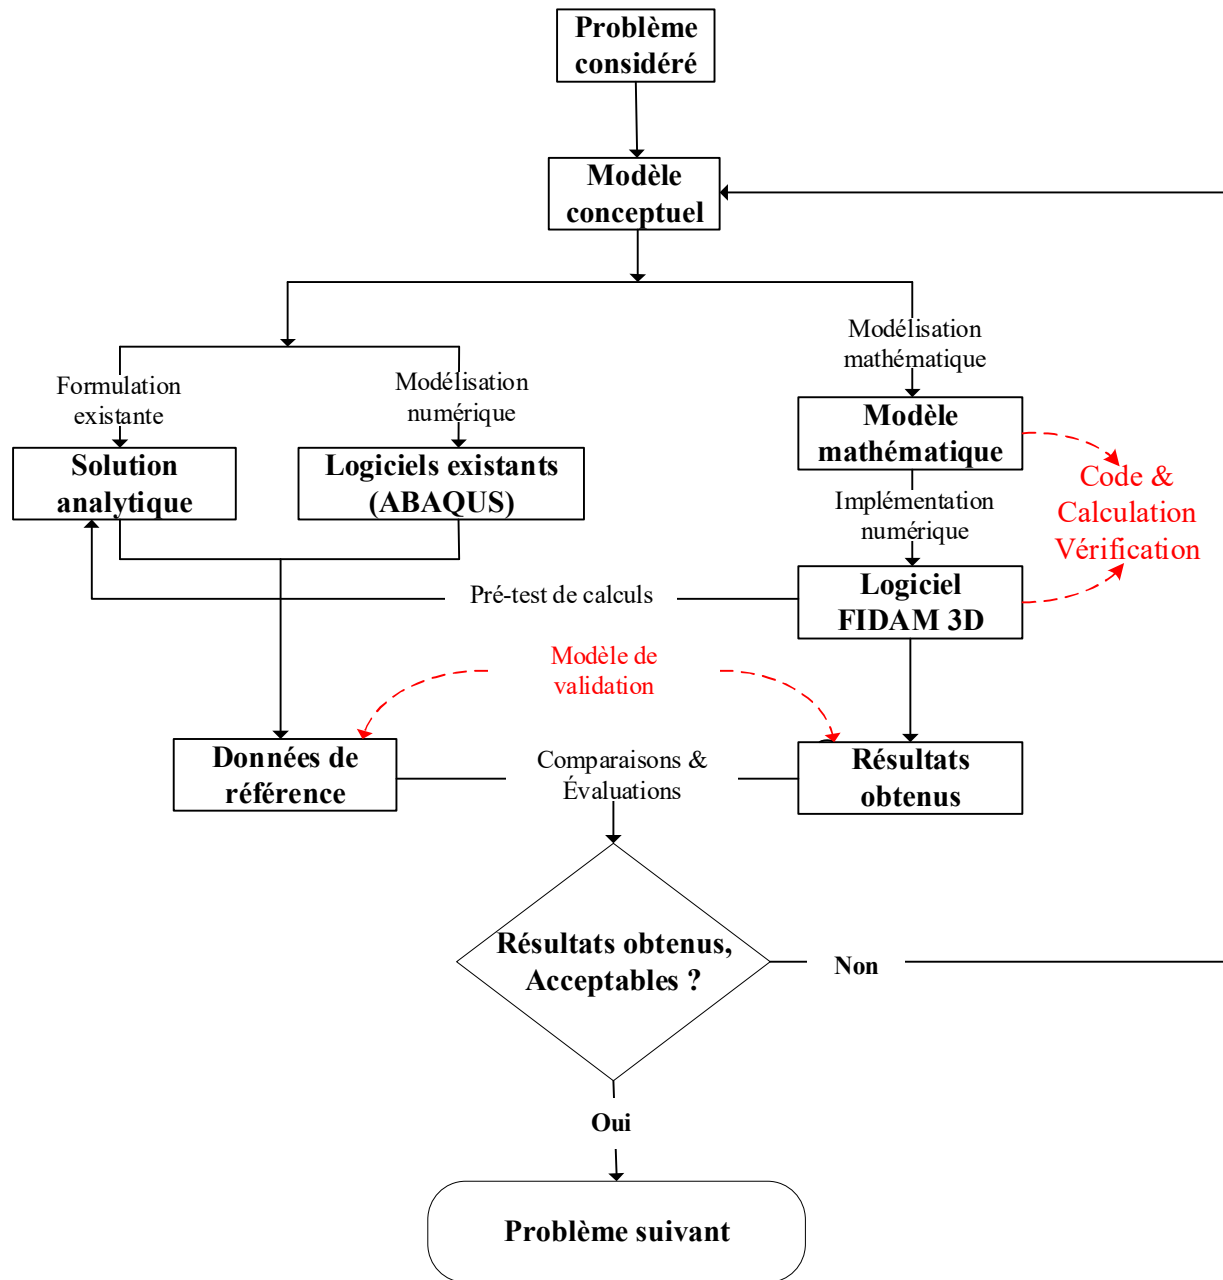 Problème
considéré
Modèle
conceptuel
Modélisation
mathématique
Formulation
existante
Modélisation
numérique
Modèle
mathématique
Solution
analytique
Logiciels existants
(ABAQUS)
Code &
Calculation
Vérification
Implémentation
numérique
Logiciel
FIDAM 3D
Pré-test de calculs
Modèle de
validation
Données de
référence
Comparaisons &
Évaluations
Résultats
obtenus
Résultats obtenus,
Acceptables ?
Non
Oui
Problème suivant